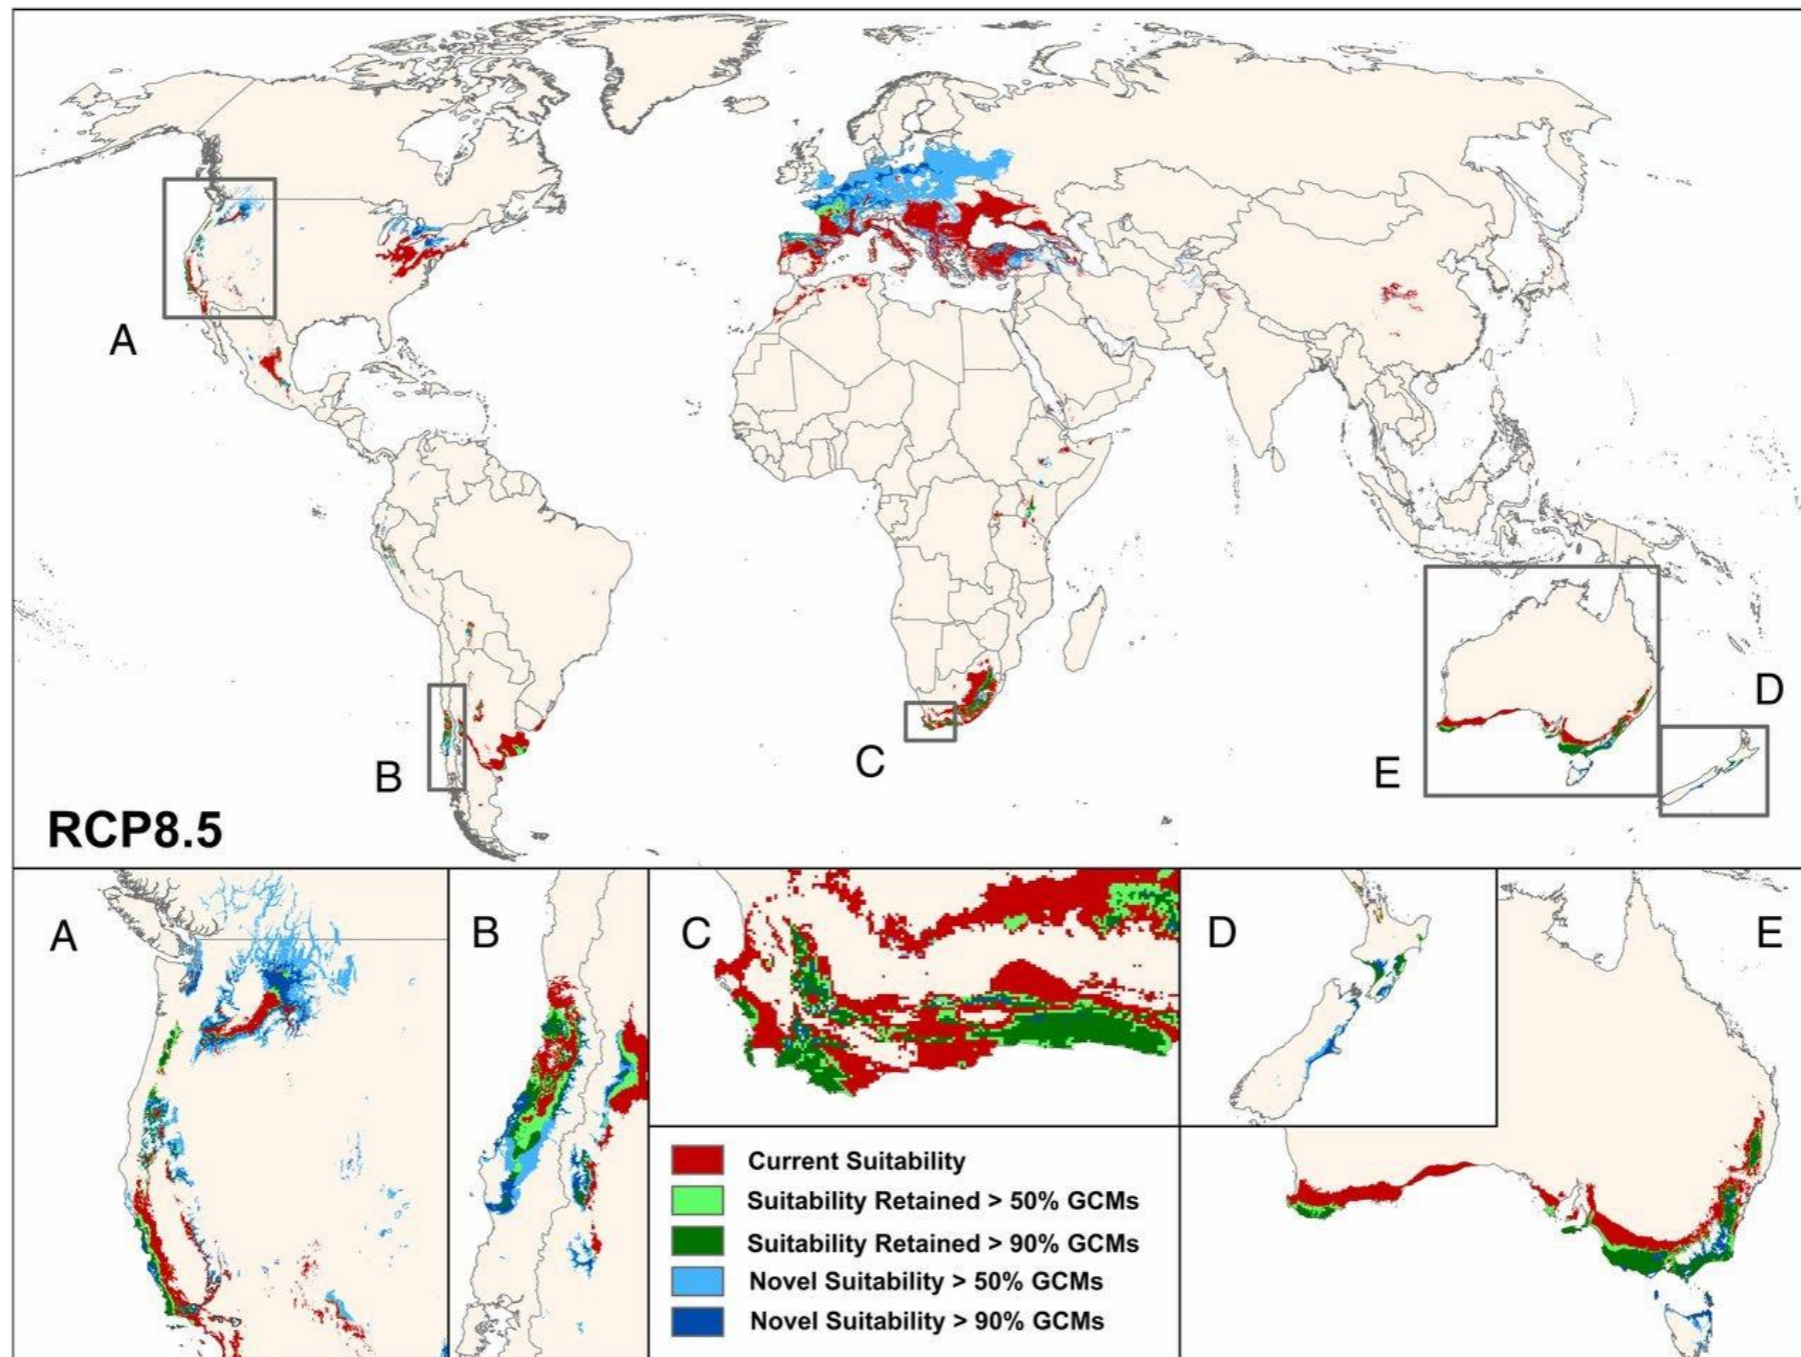 A
B
C
D
E
RCP8.5
A
B
C
D
E
Current Suitability
Suitability Retained > 50% GCMs
Suitability Retained > 90% GCMs
Novel Suitability > 50% GCMs
Novel Suitability > 90% GCMs